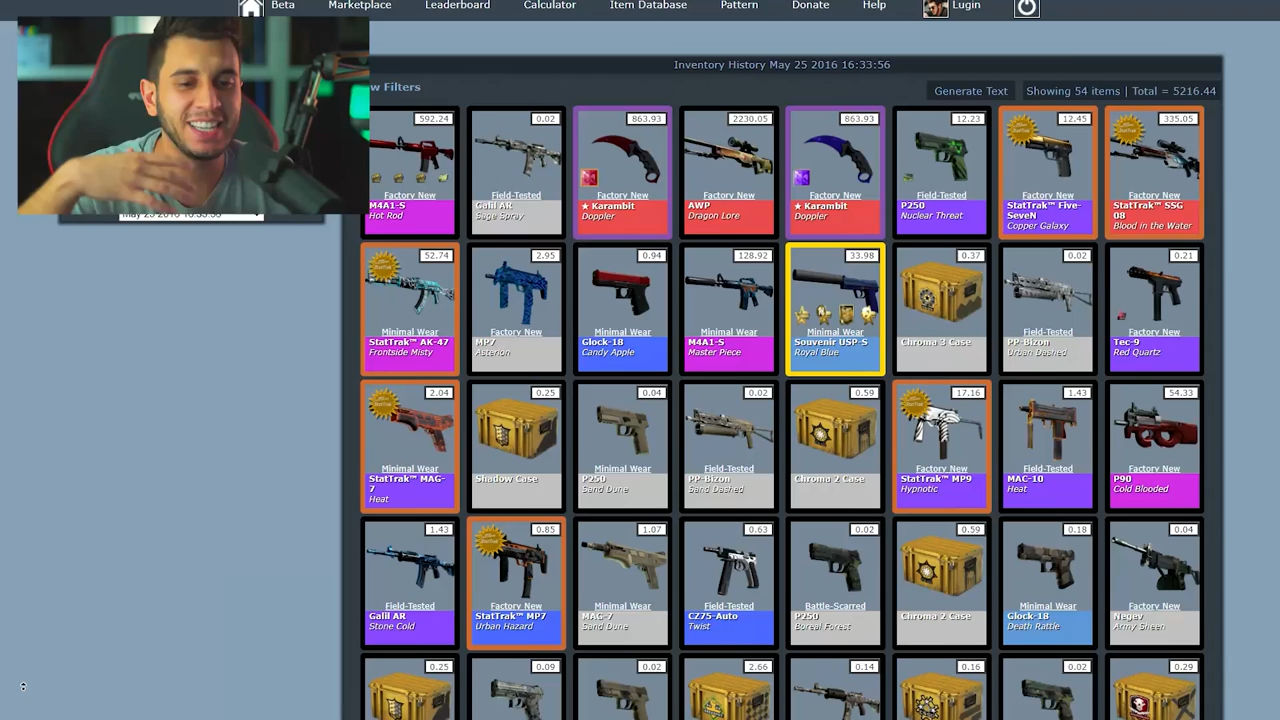 Beta Marketplace Leaderboard Calculator Item Database Pattern Donate Help Login
Inventory History May 25 2016 16:33:56
w Filters
Generate Text
Showing 54 items | Total = 5216.44
May 25 2016 16:33:56
592.24
Factory New
M4A1-S
Hot Rod
0.02
Field-Tested
Galil AR
Sage Spray
863.93
Factory New
★ Karambit
Doppler
2230.05
Factory New
AWP
Dragon Lore
863.93
Factory New
★ Karambit
Doppler
12.23
Field-Tested
P250
Nuclear Threat
12.45
Factory New
StatTrak™ Five-
SeveN
Copper Galaxy
335.05
Factory New
StatTrak™ SSG
08
Blood in the Water
52.74
Minimal Wear
StatTrak™ AK-47
Frontside Misty
2.95
Factory New
MP7
Asterion
0.94
Factory New
Glock-18
Candy Apple
128.92
Minimal Wear
M4A1-S
Master Piece
33.98
Minimal Wear
Souvenir USP-S
Royal Blue
0.37
Chroma 3 Case
0.02
Field-Tested
PP-Bizon
Urban Dashed
0.21
Factory New
Tec-9
Red Quartz
2.04
Minimal Wear
StatTrak™ MAG-
7
Heat
0.25
Shadow Case
0.04
Minimal Wear
P250
Sand Dune
0.02
Field-Tested
PP-Bizon
Sand Dashed
0.59
Chroma 2 Case
17.16
Factory New
StatTrak™ MP9
Hypnotic
1.43
Field-Tested
MAC-10
Heat
54.33
Factory New
P90
Cold Blooded
1.43
Field-Tested
Galil AR
Stone Cold
0.85
Factory New
StatTrak™ MP7
Urban Hazard
1.07
Minimal Wear
MAG-7
Sand Dune
0.63
Field-Tested
CZ75-Auto
Twist
0.02
Battle-Scarred
P250
Boreal Forest
0.59
Chroma 2 Case
0.18
Minimal Wear
Glock-18
Death Rattle
0.04
Factory New
Negev
Army Sheen
0.25
0.09
0.02
2.66
0.14
0.16
0.02
0.29